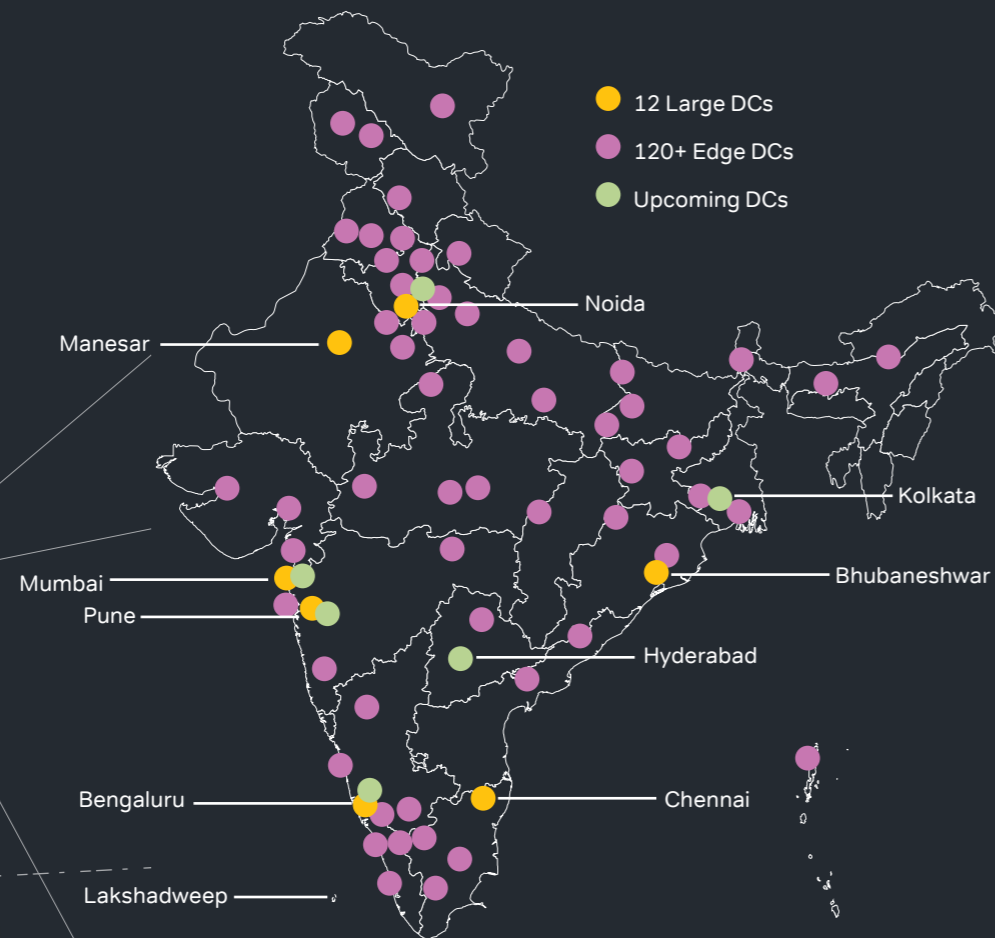 12 Large DCs
120+ Edge DCs
Upcoming DCs
Noida
Manesar
Kolkata
Mumbai
Bhubaneshwar
Pune
Hyderabad
Bengaluru
Chennai
Lakshadweep